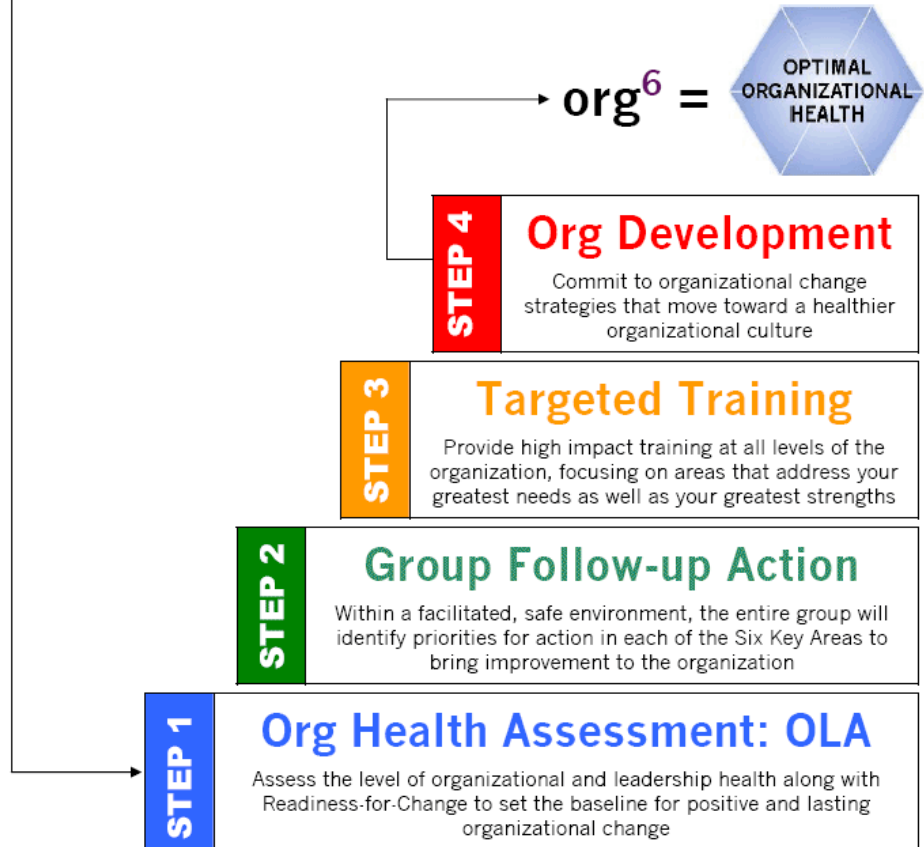 org6 =
OPTIMAL
ORGANIZATIONAL
HEALTH
STEP 4
Org Development
Commit to organizational change
strategies that move toward a healthier
organizational culture
STEP 3
Targeted Training
Provide high impact training at all levels of the
organization, focusing on areas that address your
greatest needs as well as your greatest strengths
STEP 2
Group Follow-up Action
Within a facilitated, safe environment, the entire group will
identify priorities for action in each of the Six Key Areas to
bring improvement to the organization
STEP 1
Org Health Assessment: OLA
Assess the level of organizational and leadership health along with
Readiness-for-Change to set the baseline for positive and lasting
organizational change